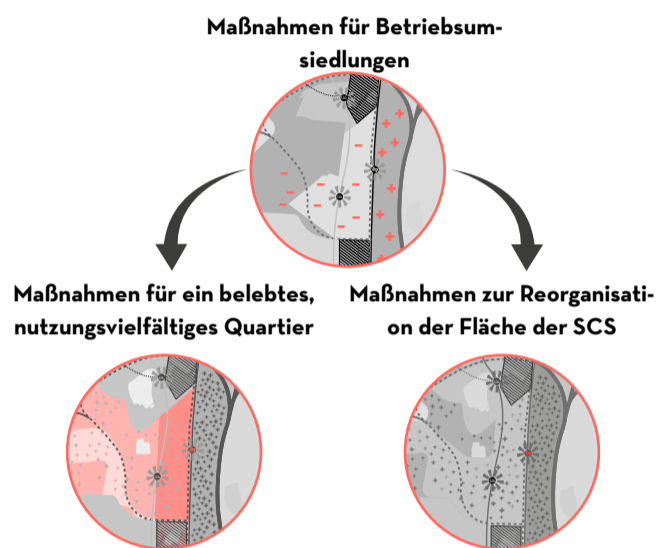 Maßnahmen für Betriebsum-
siedlungen
Maßnahmen für ein belebtes,
nutzungsvielfältiges Quartier
Maßnahmen zur Reorganisati-
on der Fläche der SCS